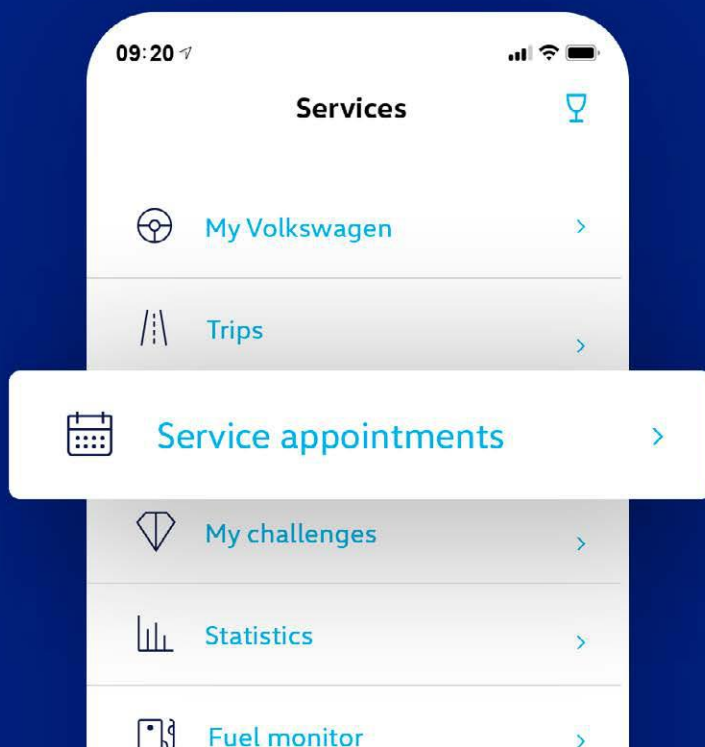 09:20
Services
My Volkswagen
Trips
Service appointments
My challenges
Statistics
Fuel monitor